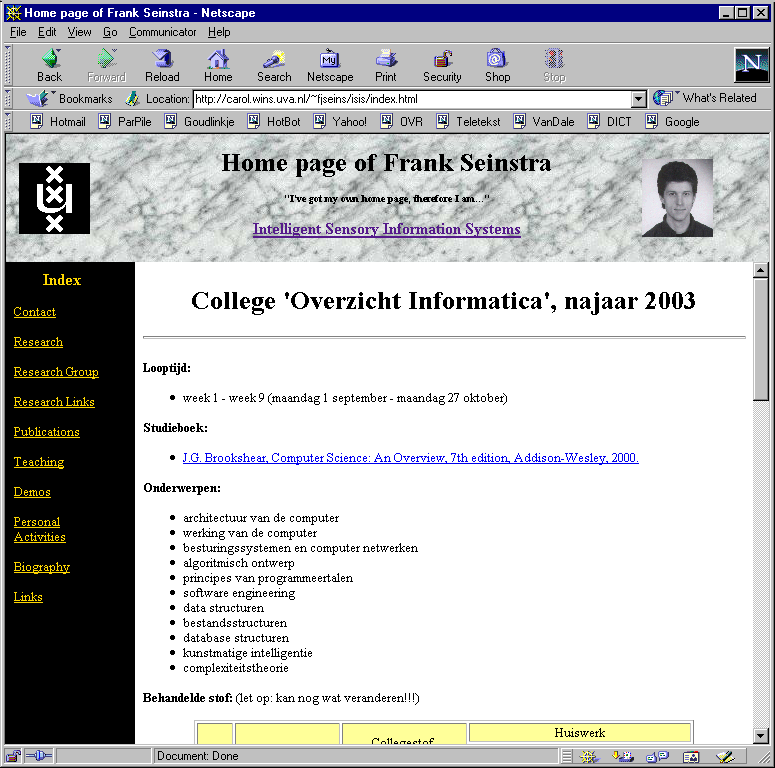 Home page of Frank Seinstra - Netscape
File Edit View Go Communicator Help
My
N
Back Forward Reload Home Search Netscape Print Security Shop Stop
Bookmarks Location: http://carol.wins.uva.nl/~fjseins/isis/index.html What's Related
Hotmail ParPile Goudlinkje HotBot Yahoo! OVR Teletekst VanDale DICT Google
Home page of Frank Seinstra
"I've got my own home page, therefore I am..."
Intelligent Sensory Information Systems
Index
Contact
Research
Research Group
Research Links
Publications
Teaching
Demos
Personal
Activities
Biography
Links
College 'Overzicht Informatica', najaar 2003
Looptijd:
week 1 - week 9 (maandag 1 september - maandag 27 oktober)
Studieboek:
J.G. Brookshear, Computer Science: An Overview, 7th edition, Addison-Wesley, 2000.
Onderwerpen:
architectuur van de computer
werking van de computer
besturingssystemen en computer netwerken
algoritmisch ontwerp
principes van programmeertalen
software engineering
data structuren
bestandsstructuren
database structuren
kunstmatige intelligentie
complexiteitstheorie
Behandelde stof: (let op: kan nog wat veranderen!!!)
Huiswerk
Collegestof
Document: Done